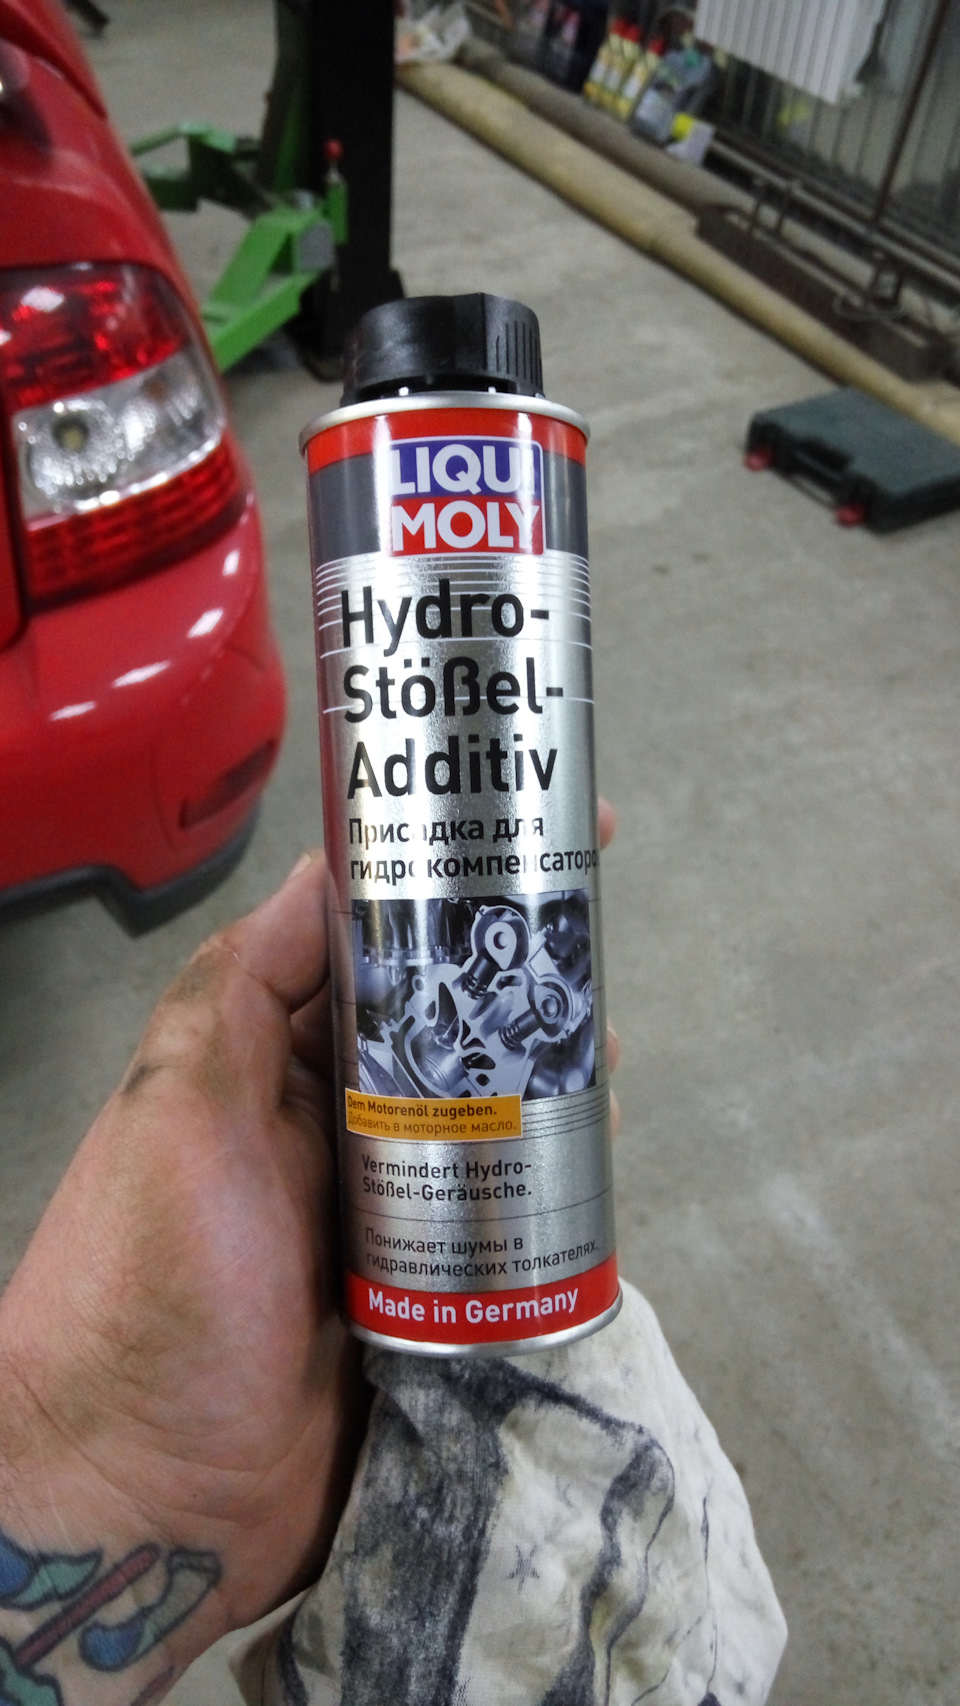 LIQUI
MOLY
Hydro-
Stößel-
Additiv
Присадка для
гидрокомпенсаторо
Dem Motorenöl zugeben.
Добавить в моторное масло.
Vermindert Hydro-
Stößel-Geräusche.
Понижает шумы в
гидравлических толкателях.
Made in Germany